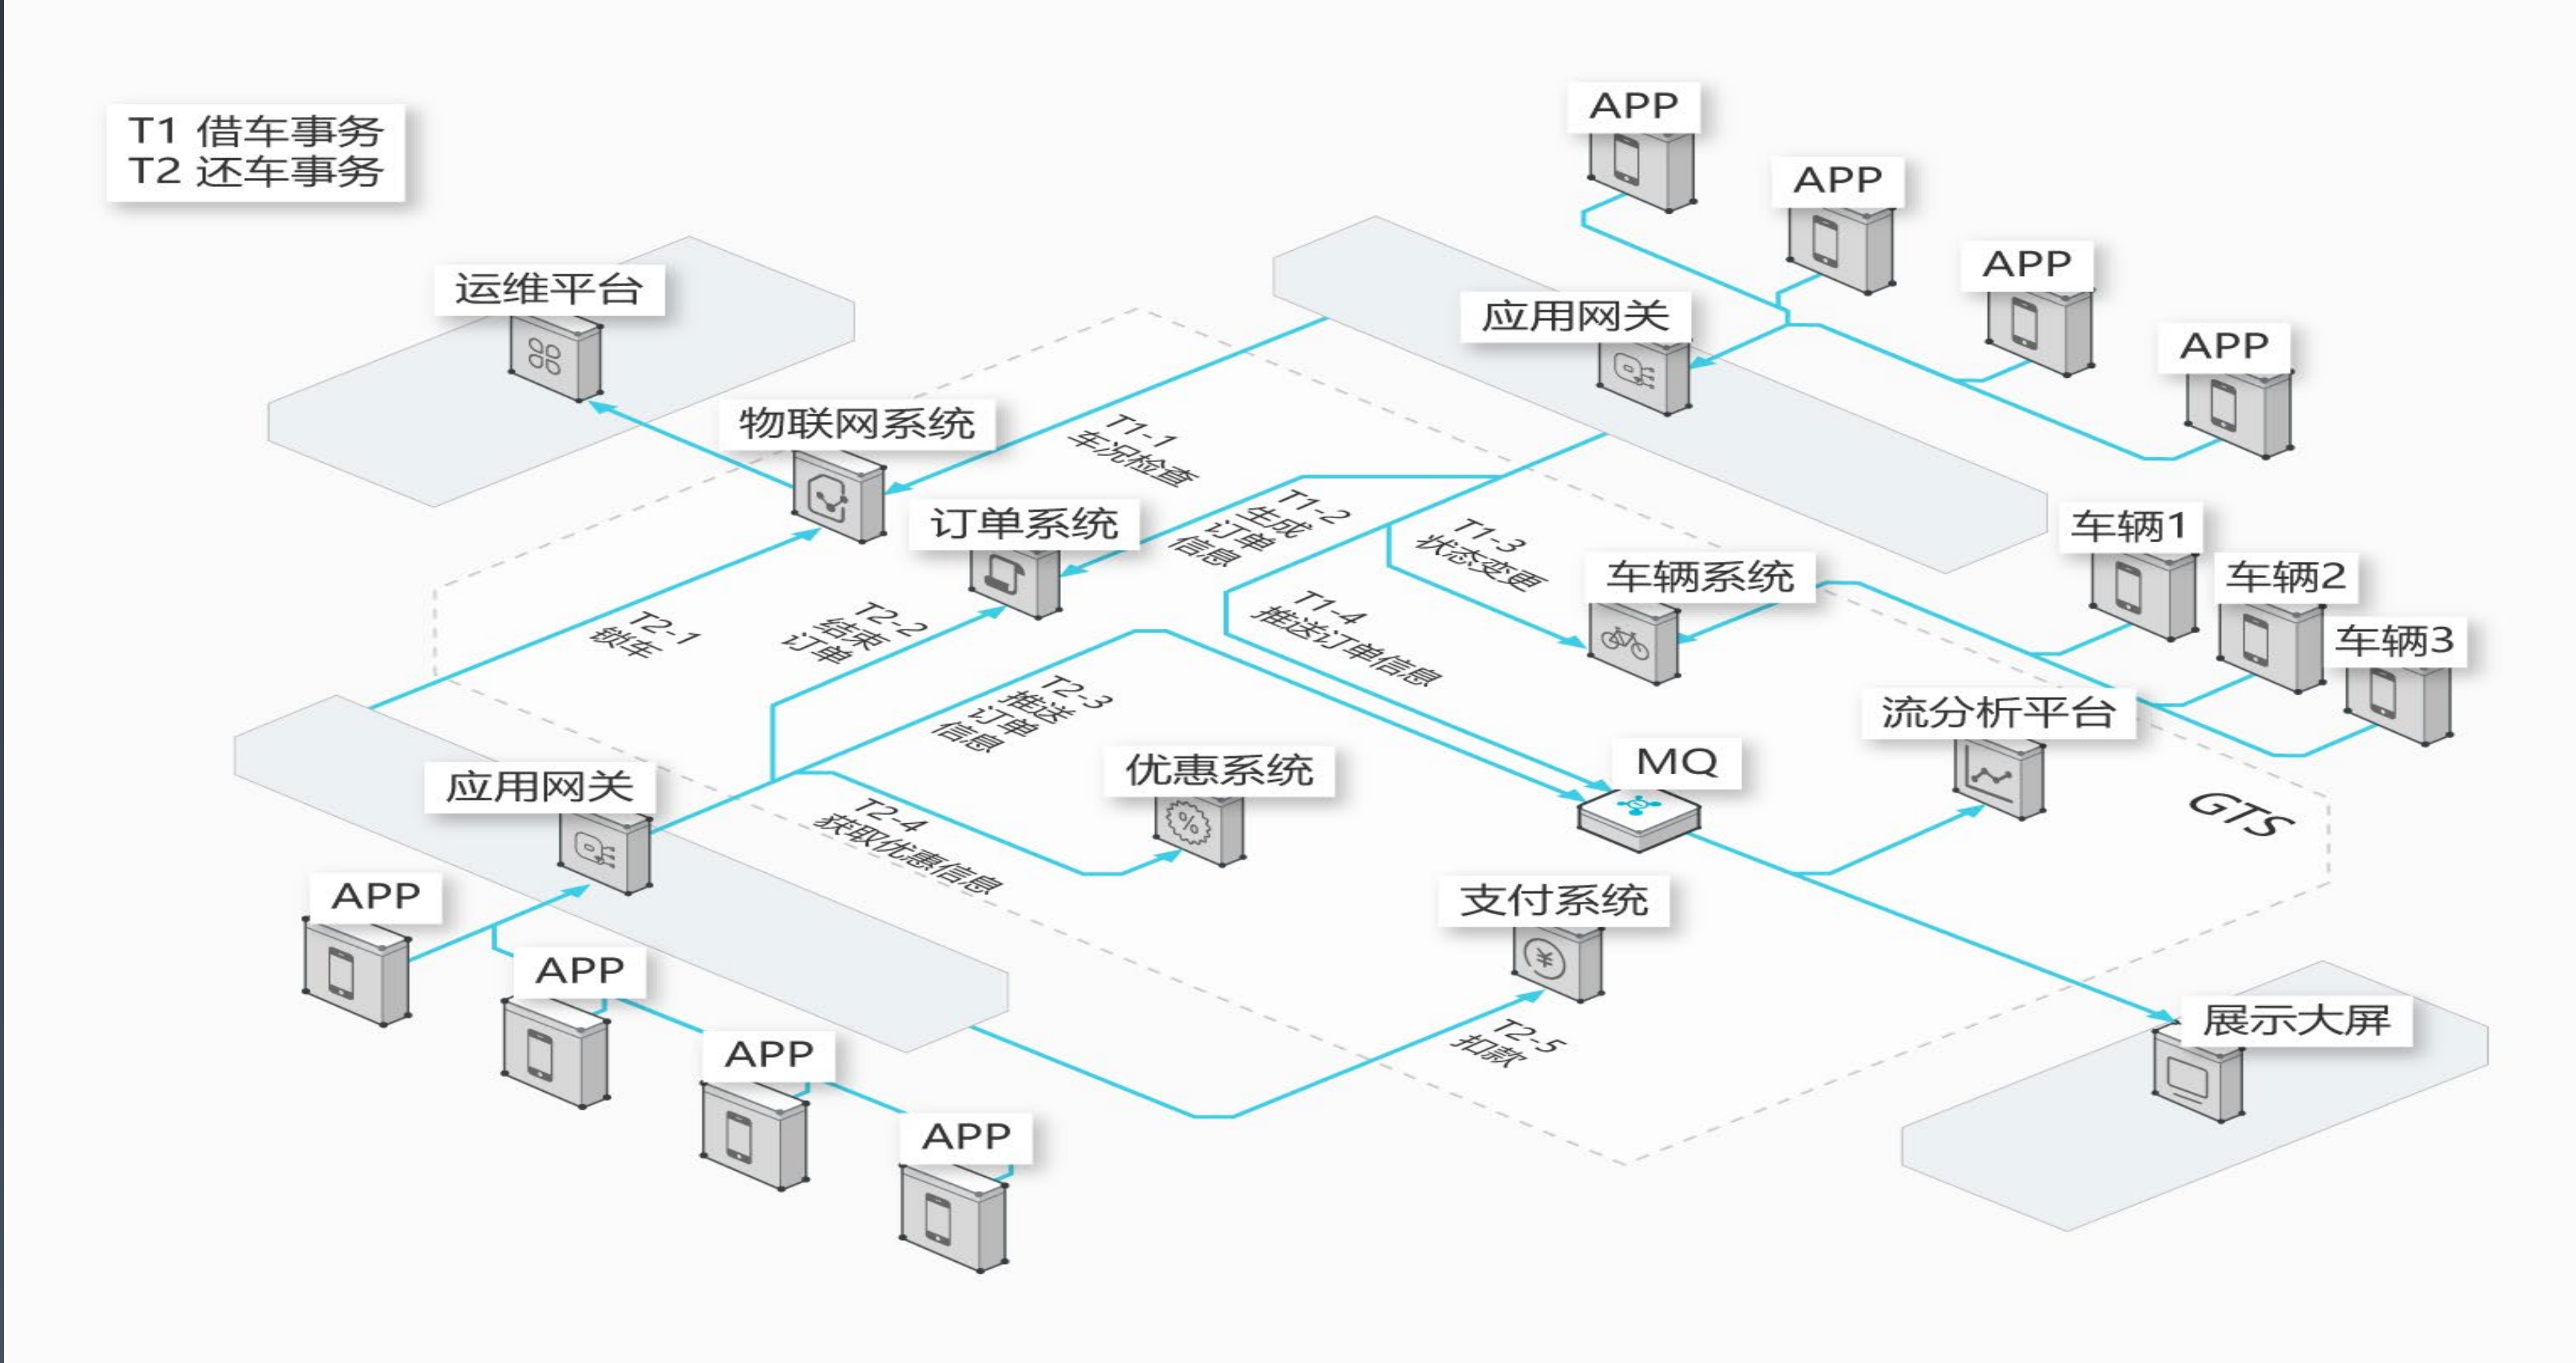 T1 借车事务
T2 还车事务
APP
APP
APP
APP
运维平台
应用网关
物联网系统
T1-1
车况检查
订单系统
T1-2
生成
订单
信息
T1-3
状态变更
车辆系统
车辆1
车辆2
车辆3
T2-1
锁车
T2-2
结束
订单
T1-4
推送订单信息
T2-3
推送
订单
信息
流分析平台
应用网关
优惠系统
MQ
GTS
T2-4
获取优惠信息
支付系统
T2-5
扣款
展示大屏
APP
APP
APP
APP